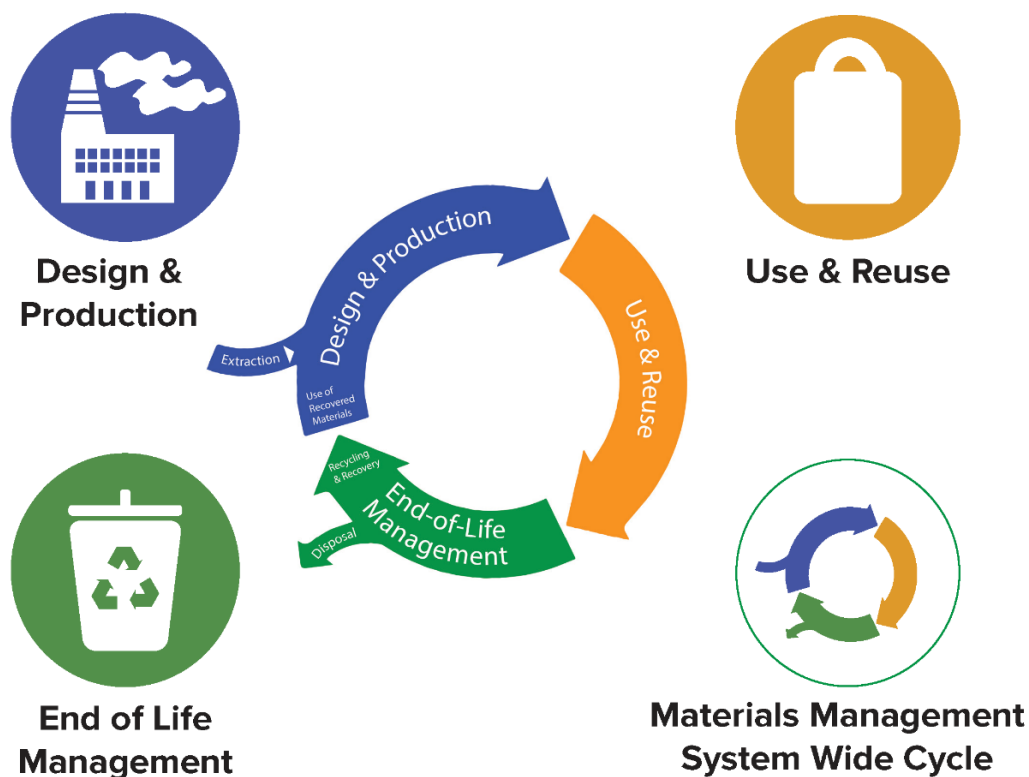 Design &
Production
Use & Reuse
Design & Production
Extraction
Use of
Recovered
Materials
Use & Reuse
Recycling
& Recovery
End-of-Life
Management
Disposal
End of Life
Management
Materials Management
System Wide Cycle